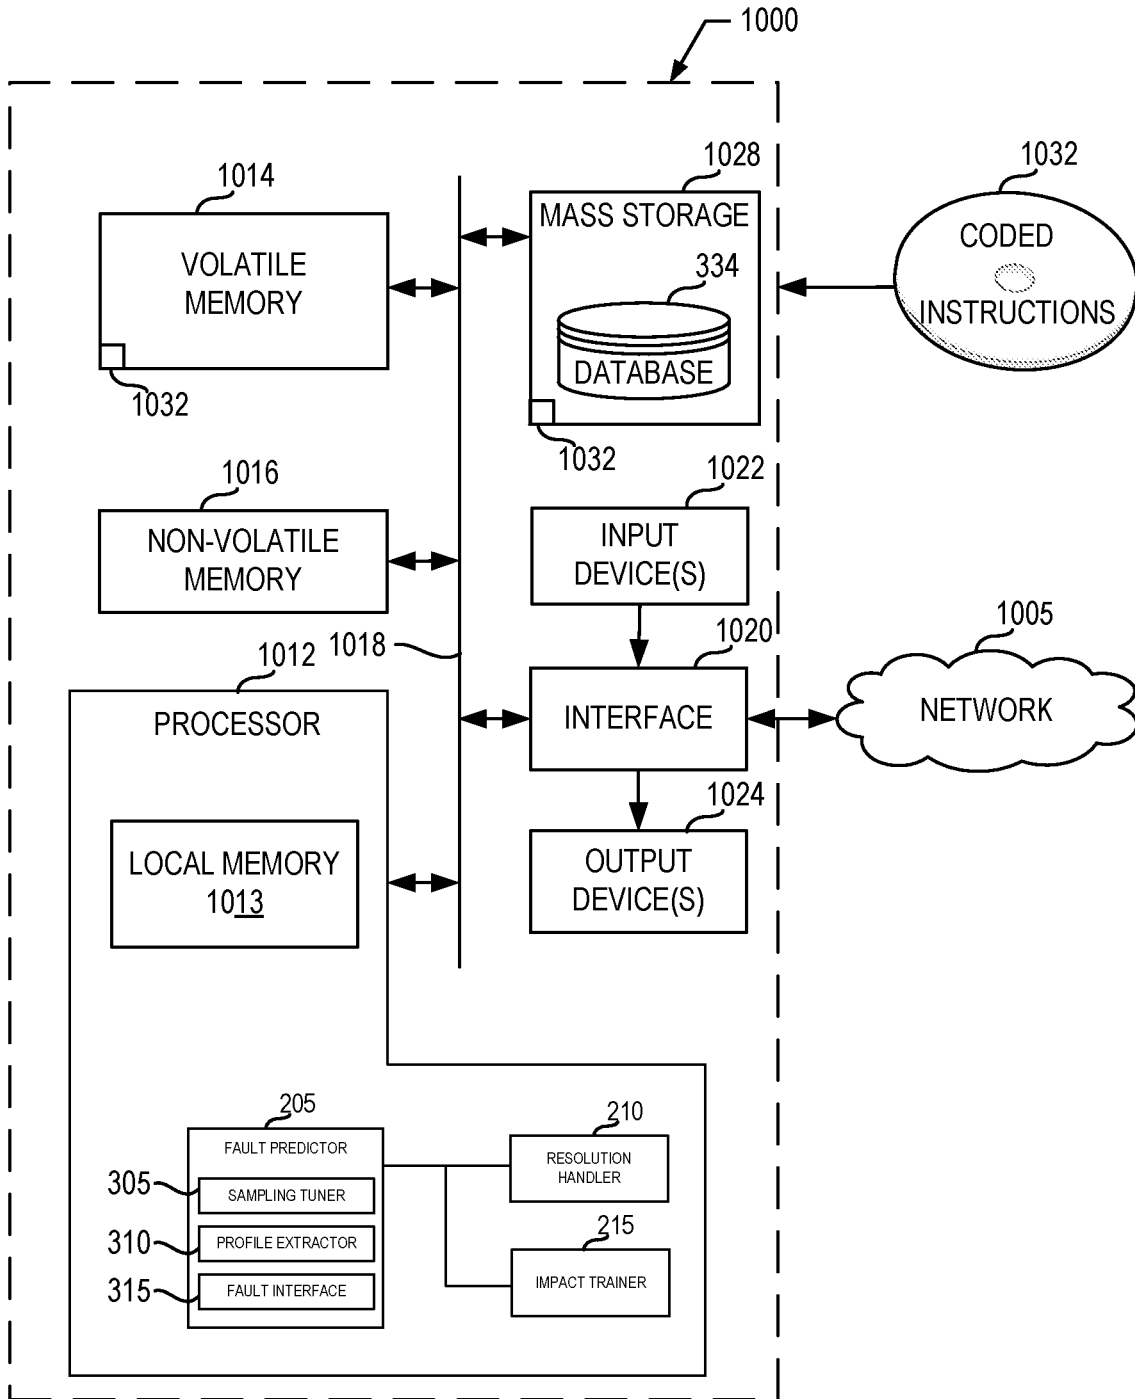 1000
1014
VOLATILE
MEMORY
1032
1028
MASS STORAGE
334
DATABASE
1032
1032
CODED
INSTRUCTIONS
1016
NON-VOLATILE
MEMORY
1022
INPUT
DEVICE(S)
1018
1020
INTERFACE
1005
NETWORK
1012
PROCESSOR
LOCAL MEMORY
1013
1024
OUTPUT
DEVICE(S)
205
FAULT PREDICTOR
305
SAMPLING TUNER
310
PROFILE EXTRACTOR
315
FAULT INTERFACE
210
RESOLUTION
HANDLER
215
IMPACT TRAINER